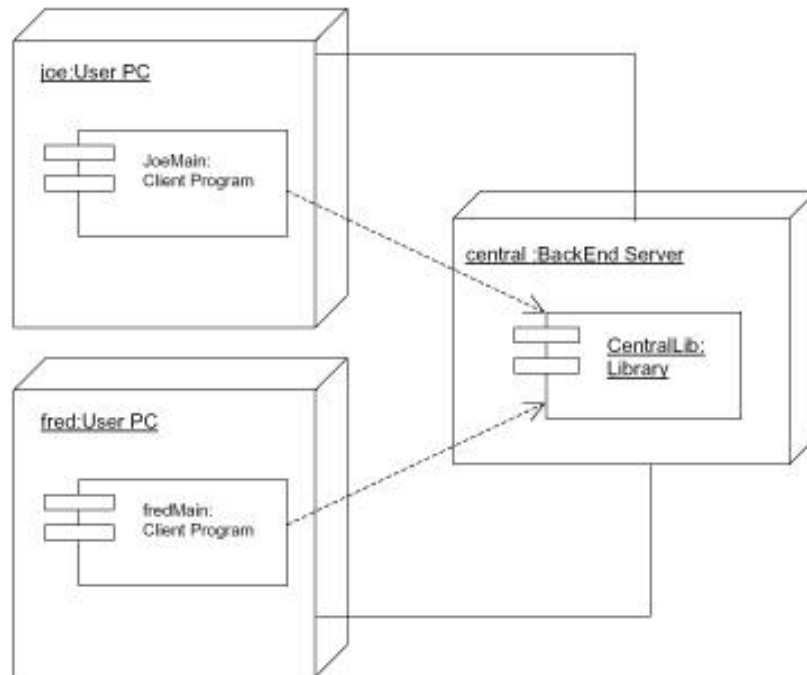 joe:User PC
JoeMain:
Client Program
central :BackEnd Server
CentralLib:
Library
fred:User PC
fredMain:
Client Program